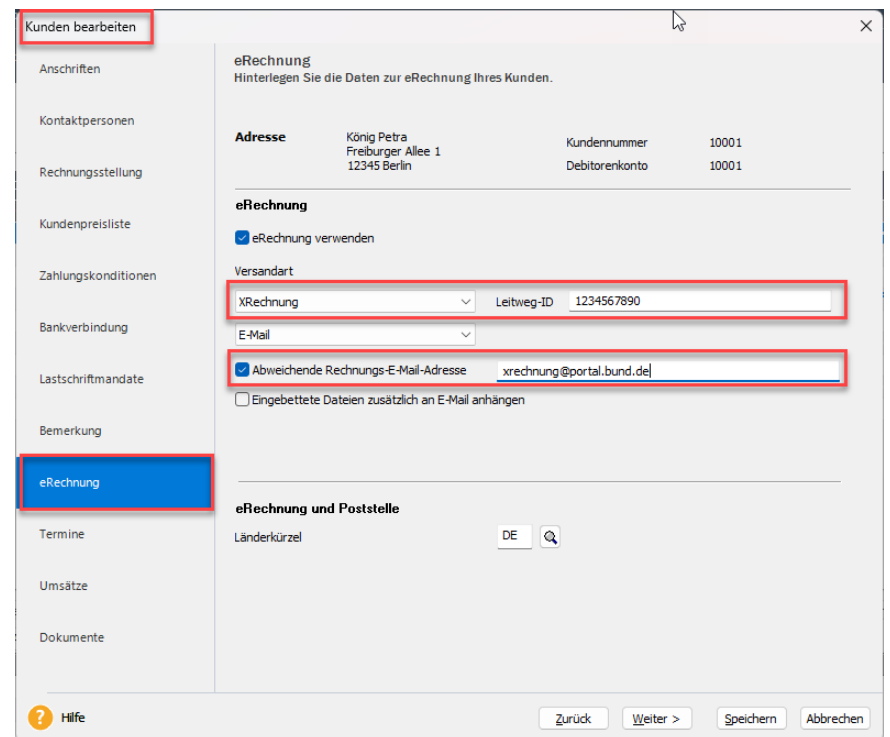 Kunden bearbeiten
Anschriften
Kontaktpersonen
Rechnungsstellung
Kundenpreisliste
Zahlungskonditionen
Bankverbindung
Lastschriftmandate
Bemerkung
eRechnung
Termine
Umsätze
Dokumente
eRechnung
Hinterlegen Sie die Daten zur eRechnung Ihres Kunden.
Adresse König Petra Kundennummer 10001
Freiburger Allee 1
12345 Berlin Debitorenkonto 10001
eRechnung
eRechnung verwenden
Versandart
XRechnung Leitweg-ID 1234567890
E-Mail
Abweichende Rechnungs-E-Mail-Adresse xrechnung@portal.bund.de
Eingebettete Dateien zusätzlich an E-Mail anhängen
eRechnung und Poststelle
Länderkürzel DE
? Hilfe Zurück Weiter > Speichern Abbrechen